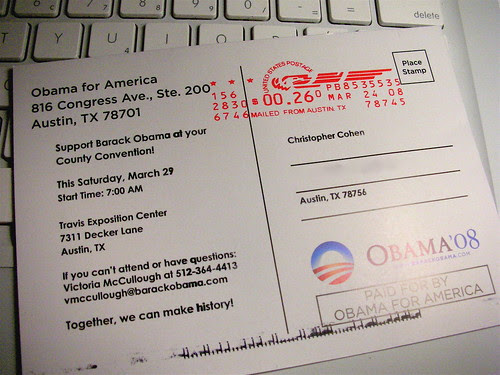 delete
Obama for America
816 Congress Ave., Ste. 200
Austin, TX 78701
Support Barack Obama at your
County Convention!
This Saturday, March 29
Start Time: 7:00 AM
Travis Exposition Center
7311 Decker Lane
Austin, TX
If you can't attend or have questions:
Victoria McCullough at 512-364-4413
vmccullough@barackobama.com
Together, we can make history!
UNITED STATES POSTAGE
156
2830
6746
$00.260
PB8535535
MAR 24 08
MAILED FROM AUSTIN, TX
78745
Place
Stamp
Christopher Cohen
Austin, TX 78756
OBAMA'08
BARACKOBAMA.COM
PAID FOR BY
OBAMA FOR AMERICA